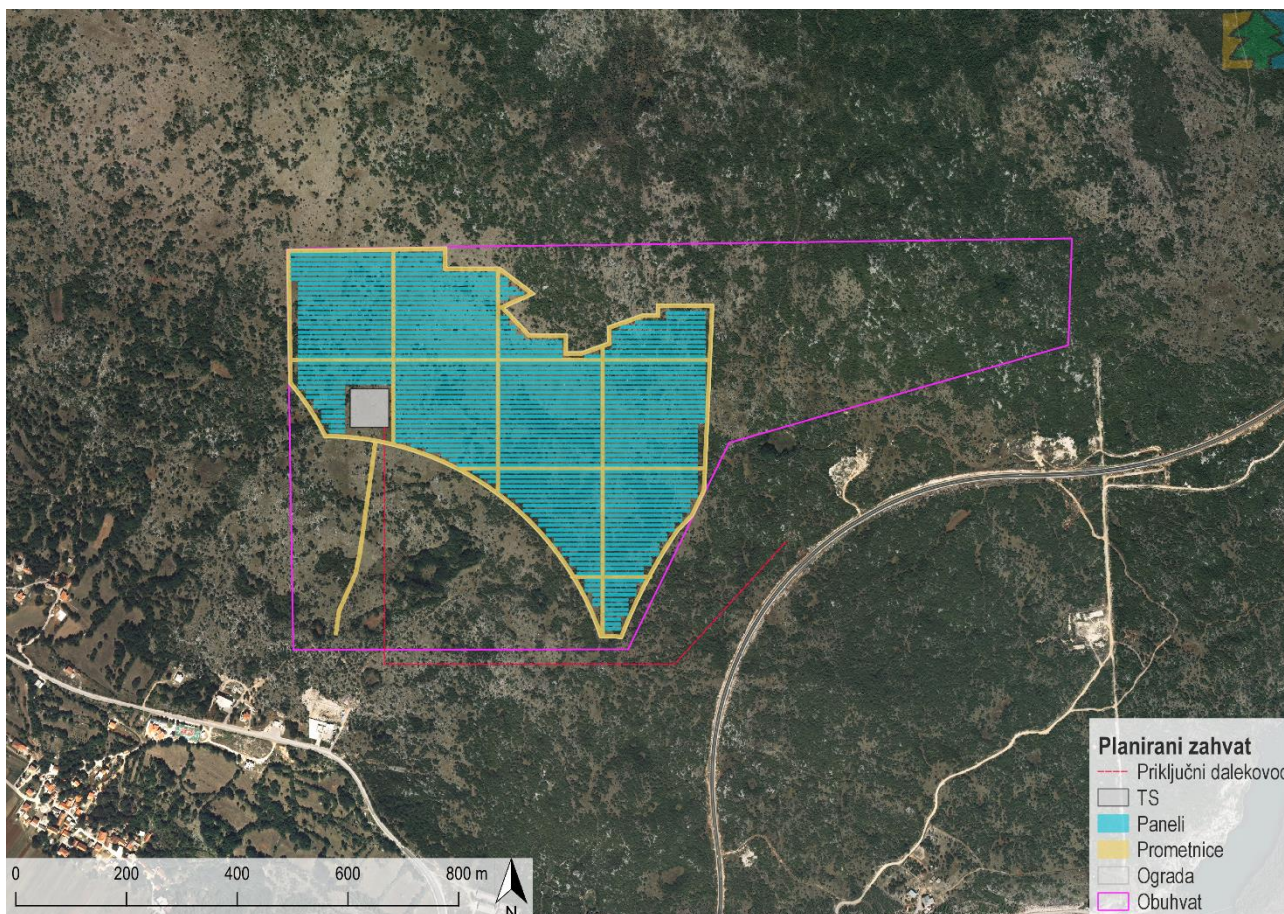 Planirani zahvat
Priključni dalekovod
TS
Paneli
Prometnice
Ograda
Obuhvat
0 200 400 600 800 m
N